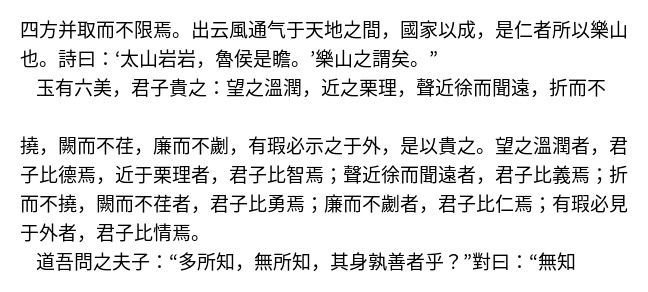 四方并取而不限焉。出云風通气于天地之間，國家以成，是仁者所以樂山
也。詩曰：‘太山岩岩，魯侯是瞻。’樂山之謂矣。”
玉有六美，君子貴之：望之溫潤，近之栗理，聲近徐而聞遠，折而不
撓，闕而不荏，廉而不劌，有瑕必示之于外，是以貴之。望之溫潤者，君
子比德焉，近于栗理者，君子比智焉；聲近徐而聞遠者，君子比義焉；折
而不撓，闕而不荏者，君子比勇焉；廉而不劌者，君子比仁焉；有瑕必見
于外者，君子比情焉。
道吾問之夫子：“多所知，無所知，其身孰善者乎？”對曰：“無知